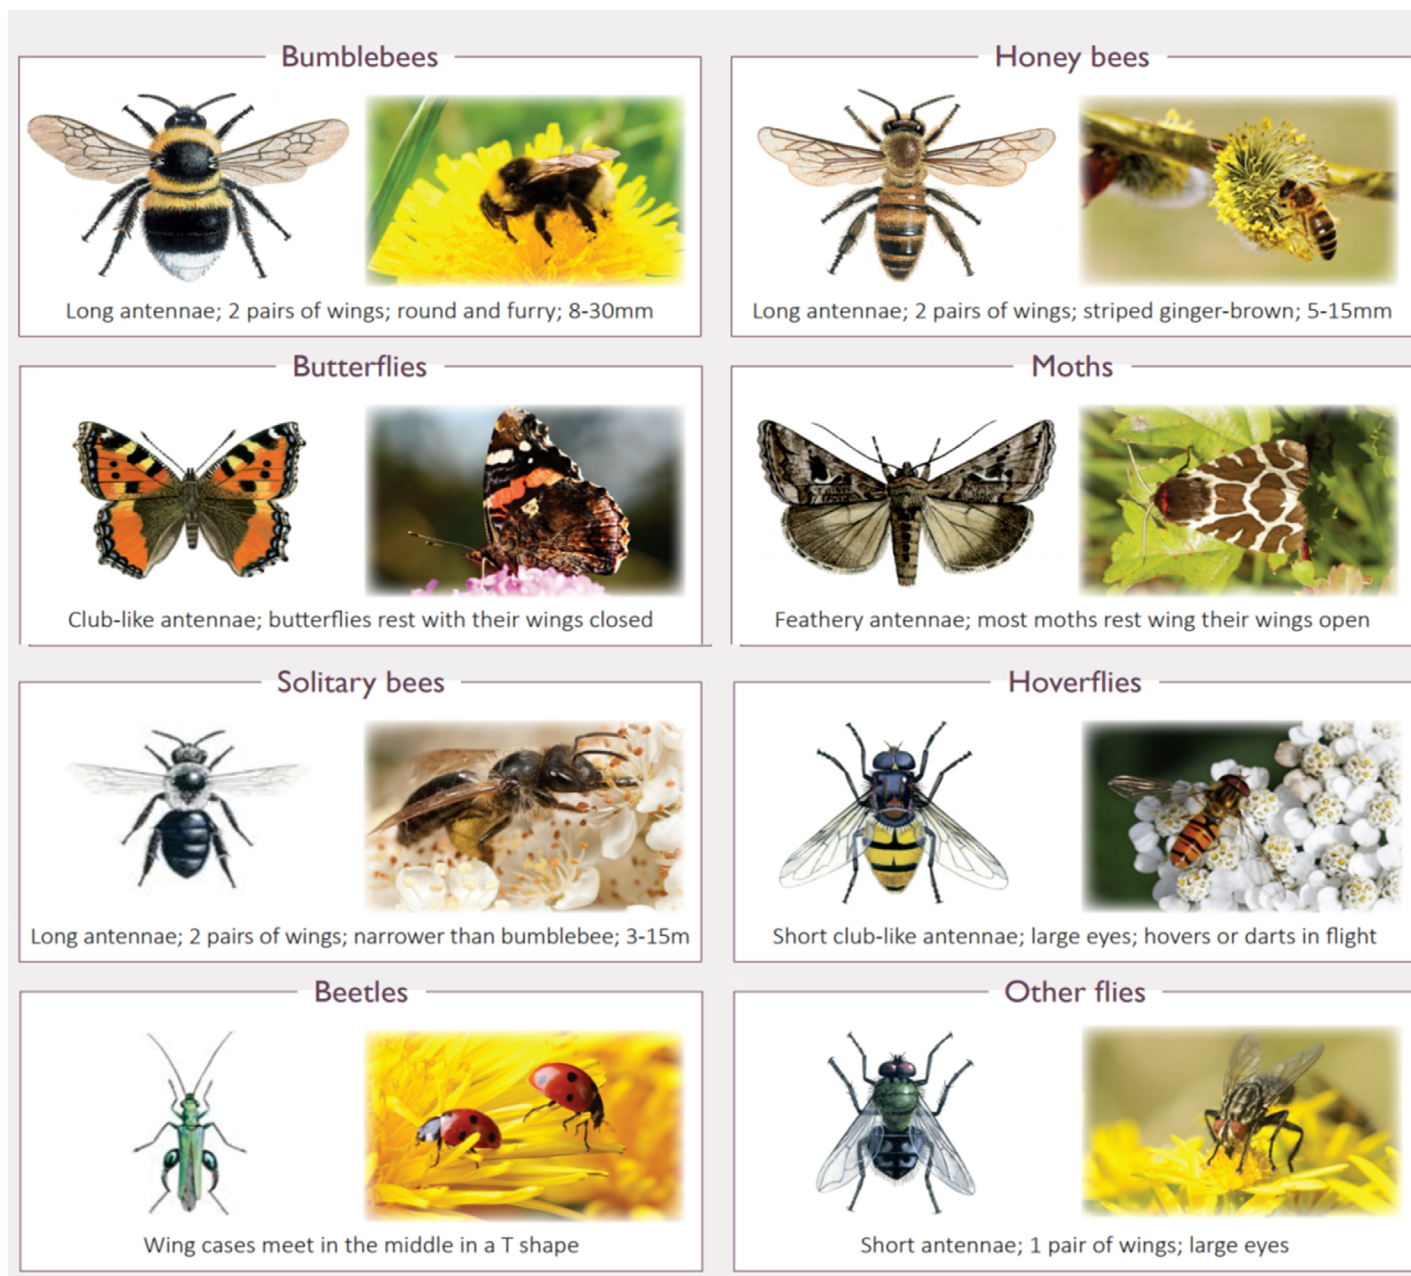 Bumblebees
Long antennae; 2 pairs of wings; round and furry; 8-30mm
Honey bees
Long antennae; 2 pairs of wings; striped ginger-brown; 5-15mm
Butterflies
Club-like antennae; butterflies rest with their wings closed
Moths
Feathery antennae; most moths rest wing their wings open
Solitary bees
Long antennae; 2 pairs of wings; narrower than bumblebee; 3-15m
Hoverflies
Short club-like antennae; large eyes; hovers or darts in flight
Beetles
Wing cases meet in the middle in a T shape
Other flies
Short antennae; 1 pair of wings; large eyes